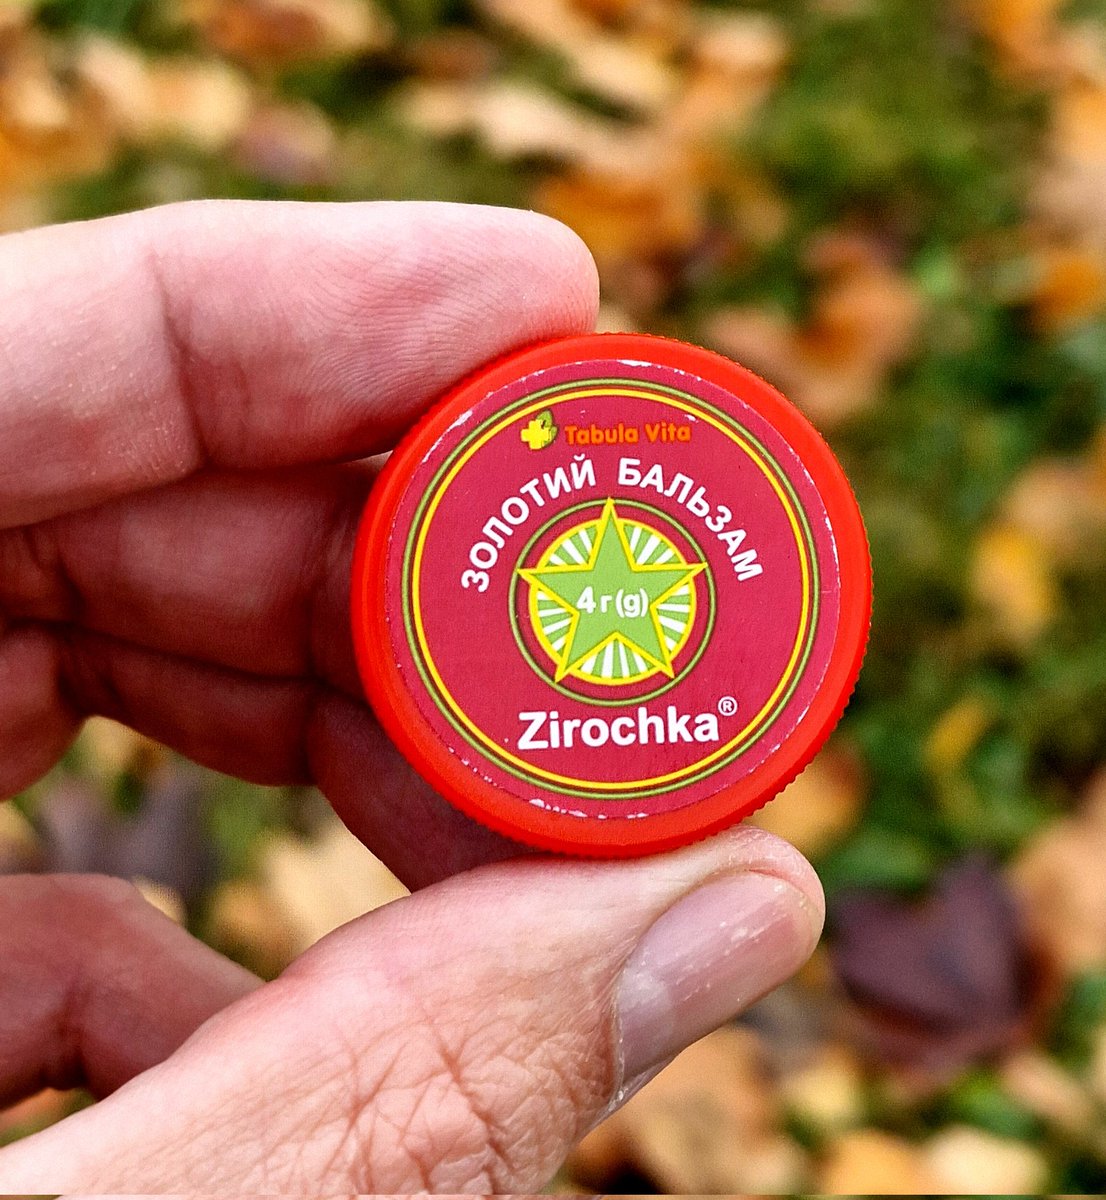 Tabula Vita
ЗОЛОТИЙ БАЛЬЗАМ
4 г (g)
Zirochka®